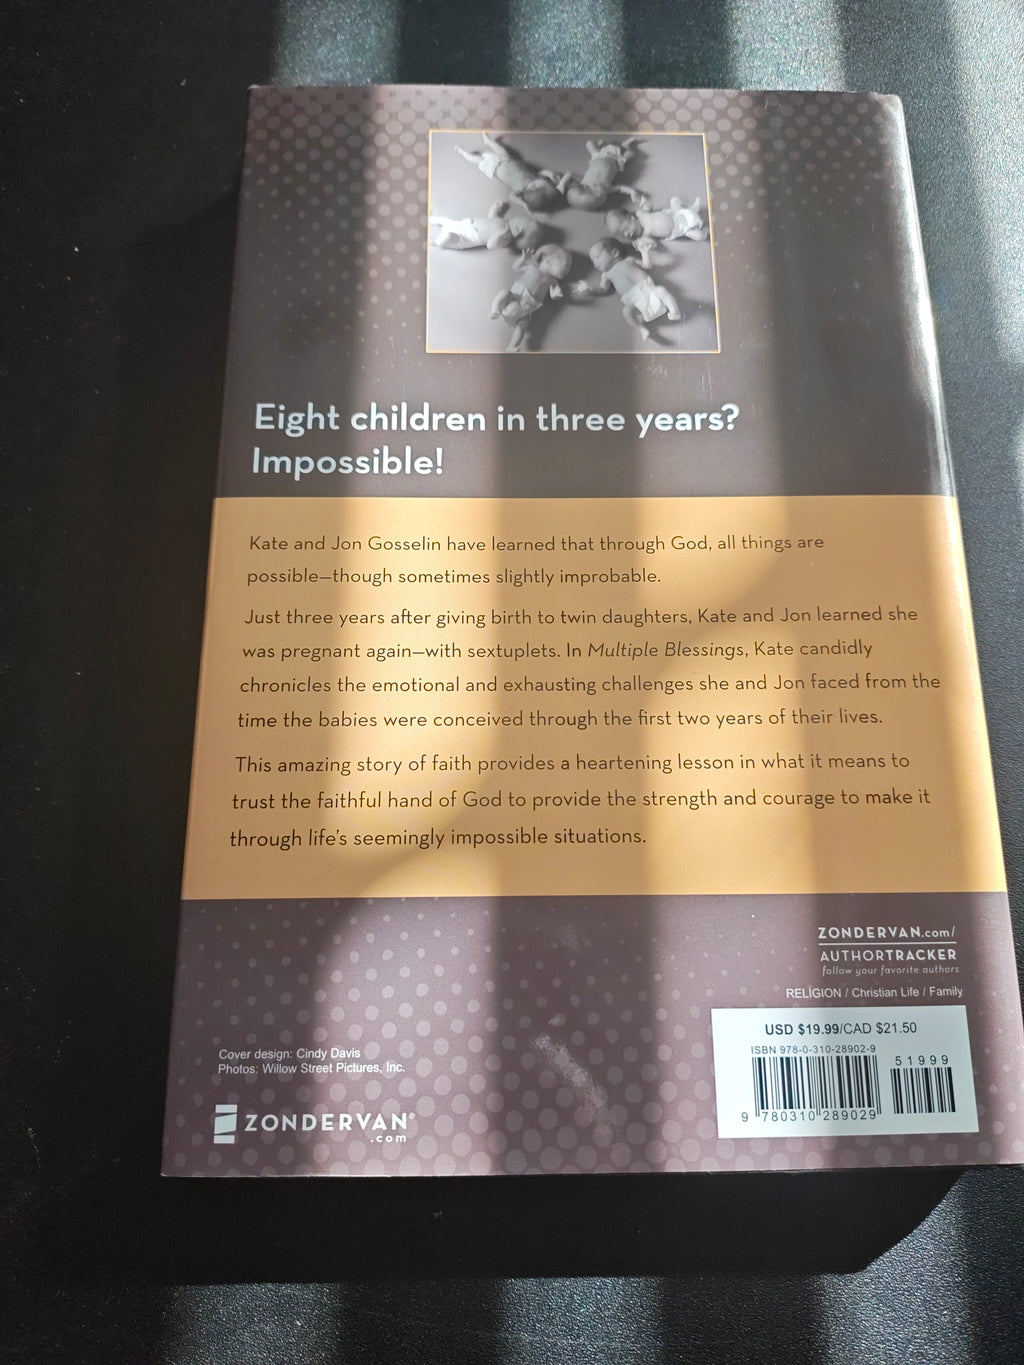 Eight children in three years?
Impossible!
Kate and Jon Gosselin have learned that through God, all things are
possible—though sometimes slightly improbable.
Just three years after giving birth to twin daughters, Kate and Jon learned she
was pregnant again—with sextuplets. In Multiple Blessings, Kate candidly
chronicles the emotional and exhausting challenges she and Jon faced from the
time the babies were conceived through the first two years of their lives.
This amazing story of faith provides a heartening lesson in what it means to
trust the faithful hand of God to provide the strength and courage to make it
through life's seemingly impossible situations.
ZONDERVAN.com/
AUTHORTRACKER
follow your favorite authors
RELIGION / Christian Life / Family
USD $19.99/CAD $21.50
ISBN 978-0-310-28902-9
51999
9 780310 289029
Cover design: Cindy Davis
Photos: Willow Street Pictures, Inc.
ZONDERVAN®
.com